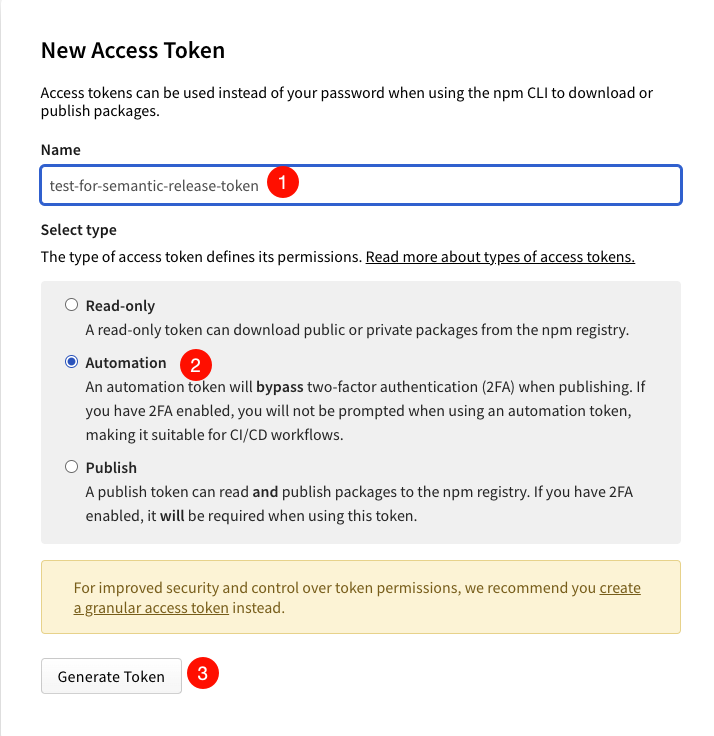 New Access Token
Access tokens can be used instead of your password when using the npm CLI to download or
publish packages.
Name
test-for-semantic-release-token 1
Select type
The type of access token defines its permissions. Read more about types of access tokens.
Read-only
A read-only token can download public or private packages from the npm registry.
Automation 2
An automation token will bypass two-factor authentication (2FA) when publishing. If
you have 2FA enabled, you will not be prompted when using an automation token,
making it suitable for CI/CD workflows.
Publish
A publish token can read and publish packages to the npm registry. If you have 2FA
enabled, it will be required when using this token.
For improved security and control over token permissions, we recommend you create
a granular access token instead.
Generate Token 3